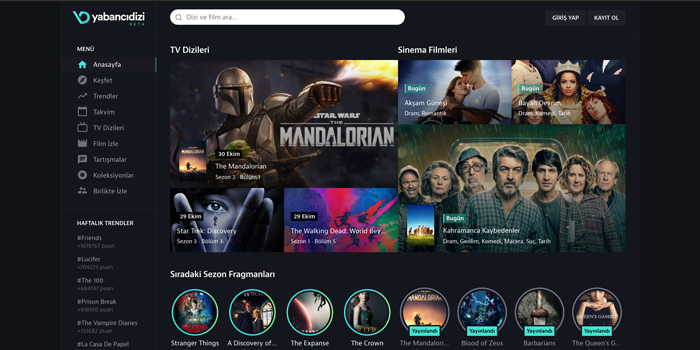 yabancıdizi
BETA
Dizi ve film ara...
GİRİŞ YAP
KAYIT OL
MENÜ
Anasayfa
Keşfet
Trendler
Takvim
TV Dizileri
Film İzle
Tartışmalar
Koleksiyonlar
Birlikte İzle
HAFTALIK TRENDLER
#Friends
#Lucifer
+704225 puan
#The 100
+684747 puan
#Prison Break
+618100 puan
#The Vampire Diaries
+551682 puan
#La Casa De Papel
TV Dizileri
STAR WARS
THE
MANDALORIAN
30 Ekim
The Mandalorian
Sezon 2 · Bölüm 1
29 Ekim
Star Trek: Discovery
Sezon 3 · Bölüm 3
29 Ekim
The Walking Dead: World Bey...
Sezon 1 · Bölüm 5
Sinema Filmleri
Bugün
Akşam Güneşi
Dram, Romantik
Bugün
Bayan Devrim
Dram, Komedi, Tarih
Bugün
Kahramanca Kaybedenler
Dram, Gerilim, Komedi, Macera, Suç, Tarih
Sıradaki Sezon Fragmanları
Stranger Things
A Discovery of...
The Expanse
The Crown
MANDALORIAN
Yayınlandı
The Mandalori...
Yayınlandı
Blood of Zeus
Yayınlandı
Barbarians
QUEEN'S GAMBIT
Yayınlandı
The Queen's G...